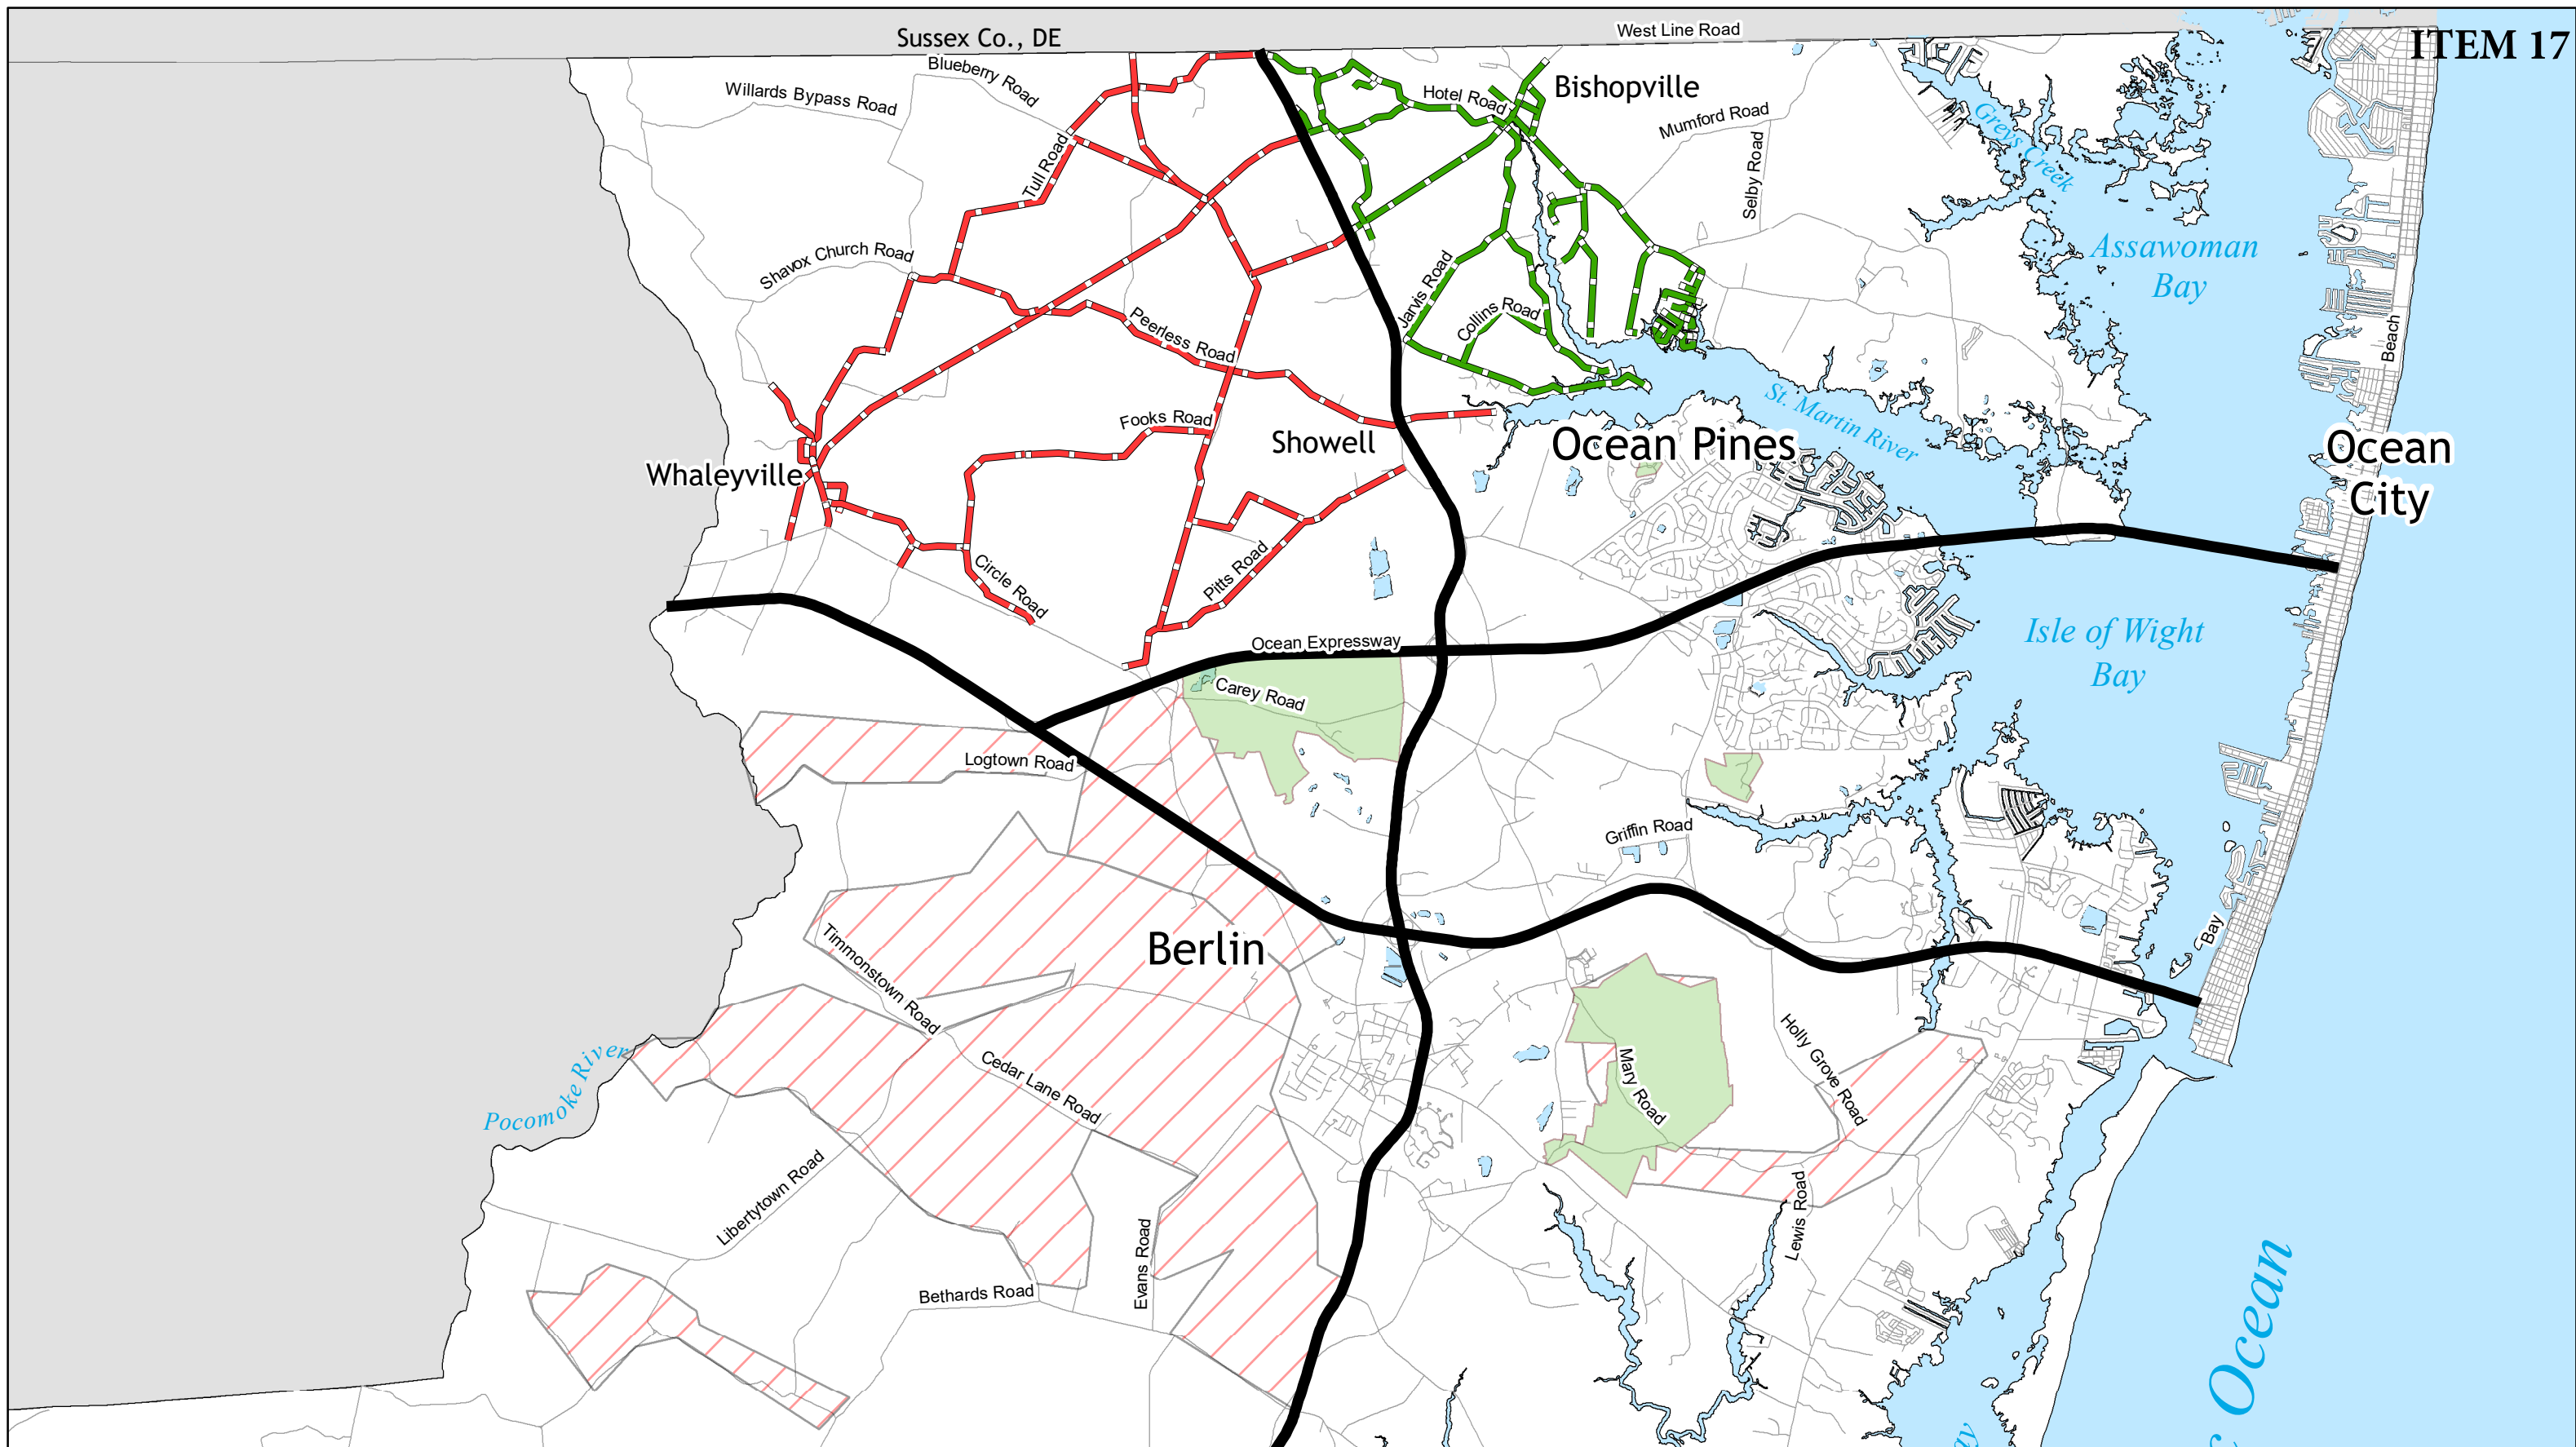 Sussex Co., DE
West Line Road
ITEM 17
Blueberry Road
Willards Bypass Road
Hotel Road
Bishopville
Mumford Road
Greys Creek
Tull Road
Selby Road
Shavox Church Road
Assawoman
Bay
Jarvis Road
Collins Road
Peerless Road
Beach
St. Martin River
Fooks Road
Showell
Ocean Pines
Ocean
City
Whaleyville
Pitts Road
Circle Road
Ocean Expressway
Isle of Wight
Bay
Carey Road
Logtown Road
Griffin Road
Bay
Berlin
Timmonstown Road
Pocomoke River
Cedar Lane Road
Mary Road
Holly Grove Road
Libertytown Road
Lewis Road
Evans Road
Bethards Road
Ocean